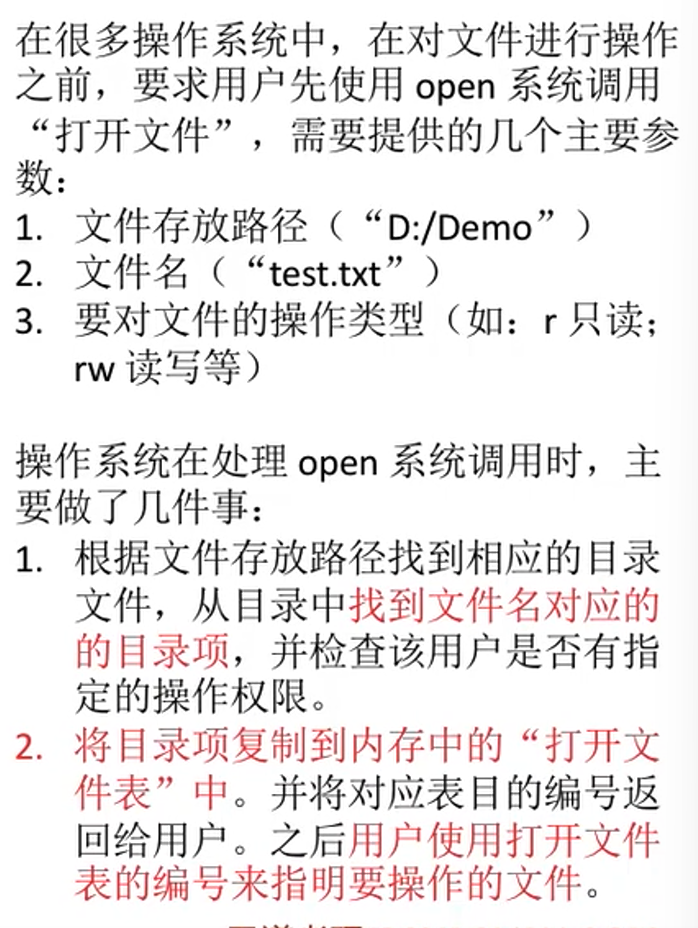 在很多操作系统中，在对文件进行操作
之前，要求用户先使用 open 系统调用
“打开文件”，需要提供的几个主要参
数：
1. 文件存放路径（“D:/Demo”）
2. 文件名（“test.txt”）
3. 要对文件的操作类型（如：r 只读；
rw 读写等）
操作系统在处理 open 系统调用时，主
要做了几件事：
1. 根据文件存放路径找到相应的目录
文件，从目录中找到文件名对应的
的目录项，并检查该用户是否有指
定的操作权限。
2. 将目录项复制到内存中的“打开文
件表”中。并将对应表目的编号返
回给用户。之后用户使用打开文件
表的编号来指明要操作的文件。